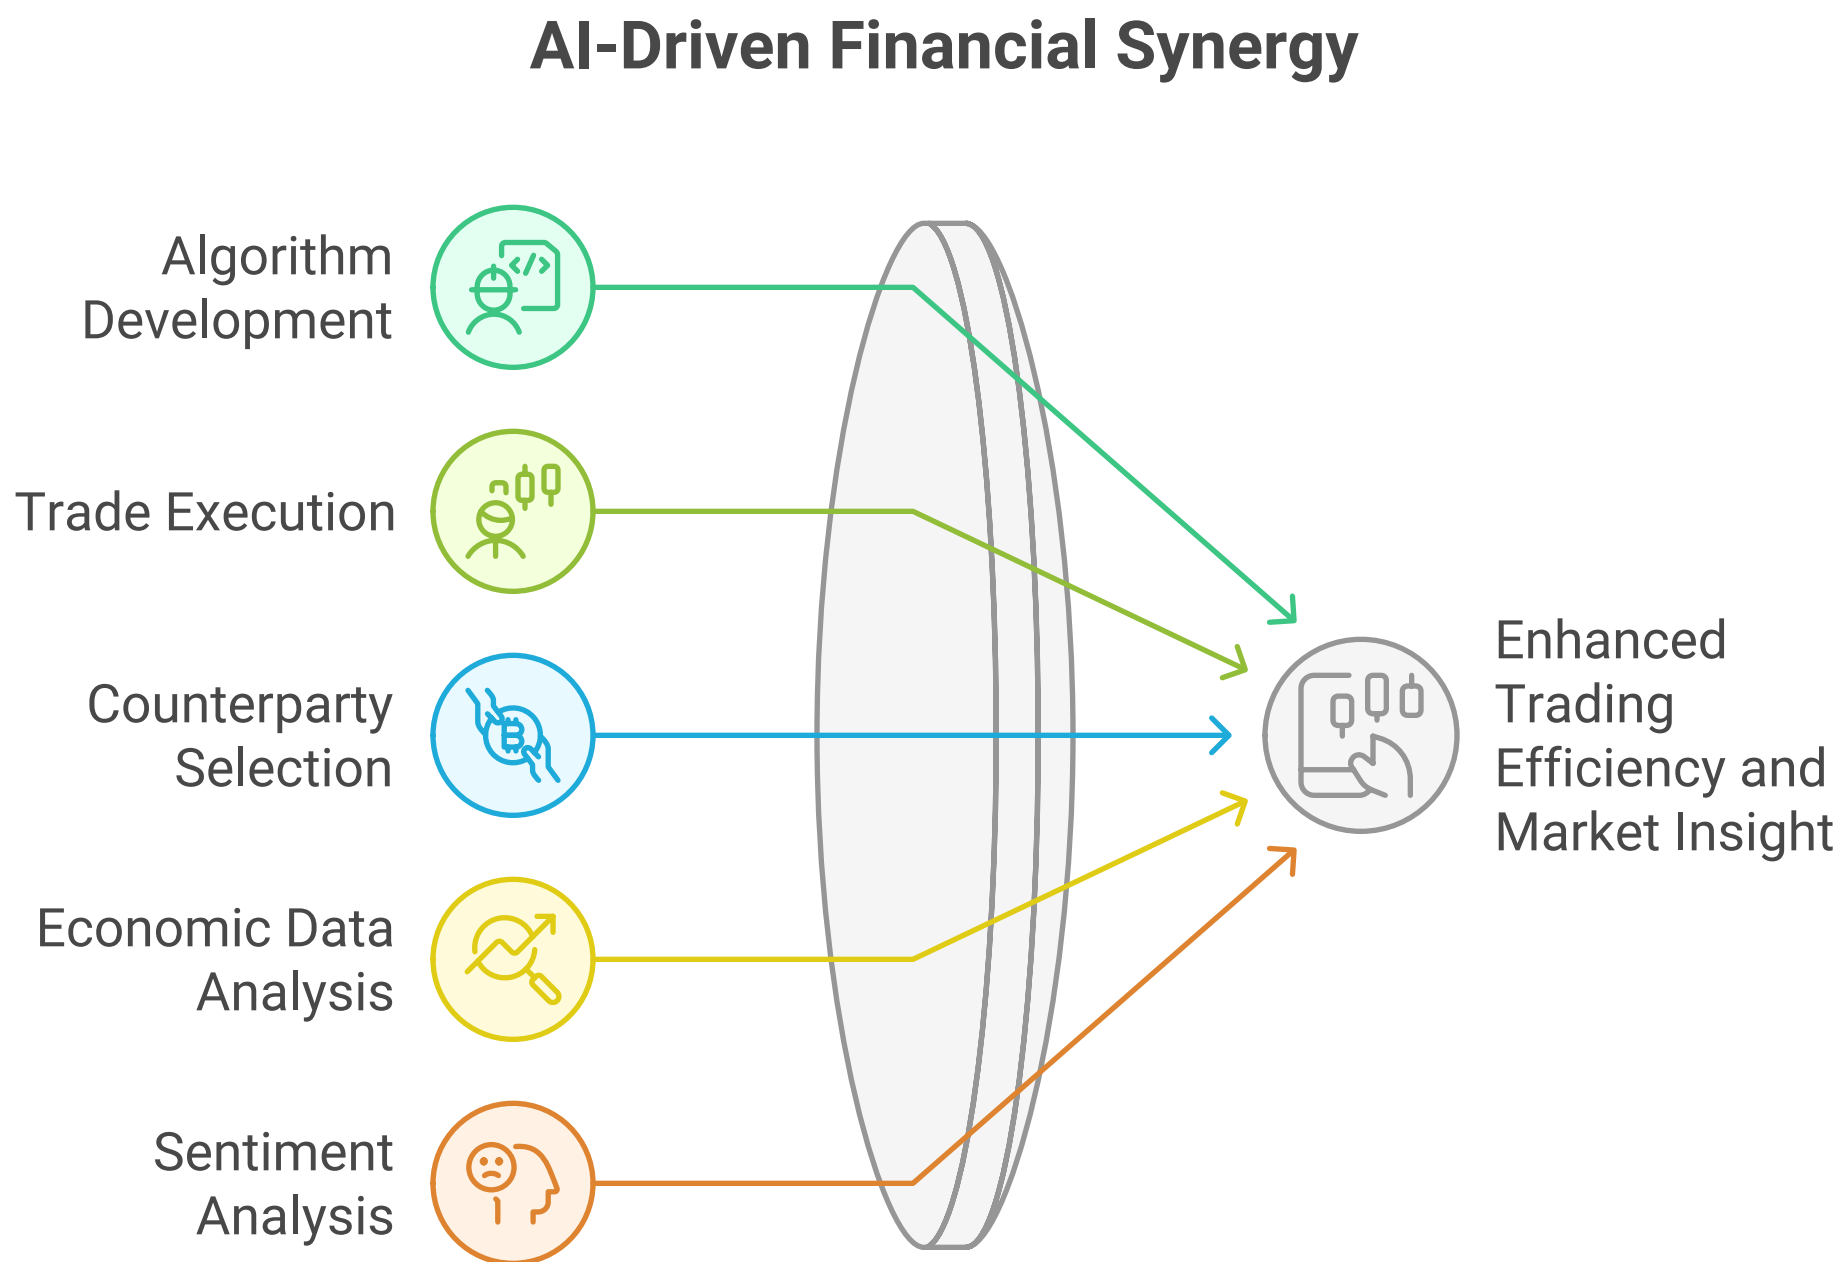 AI-Driven Financial Synergy
Algorithm
Development
Trade Execution
Counterparty
Selection
Economic Data
Analysis
Sentiment
Analysis
Enhanced
Trading
Efficiency and
Market Insight